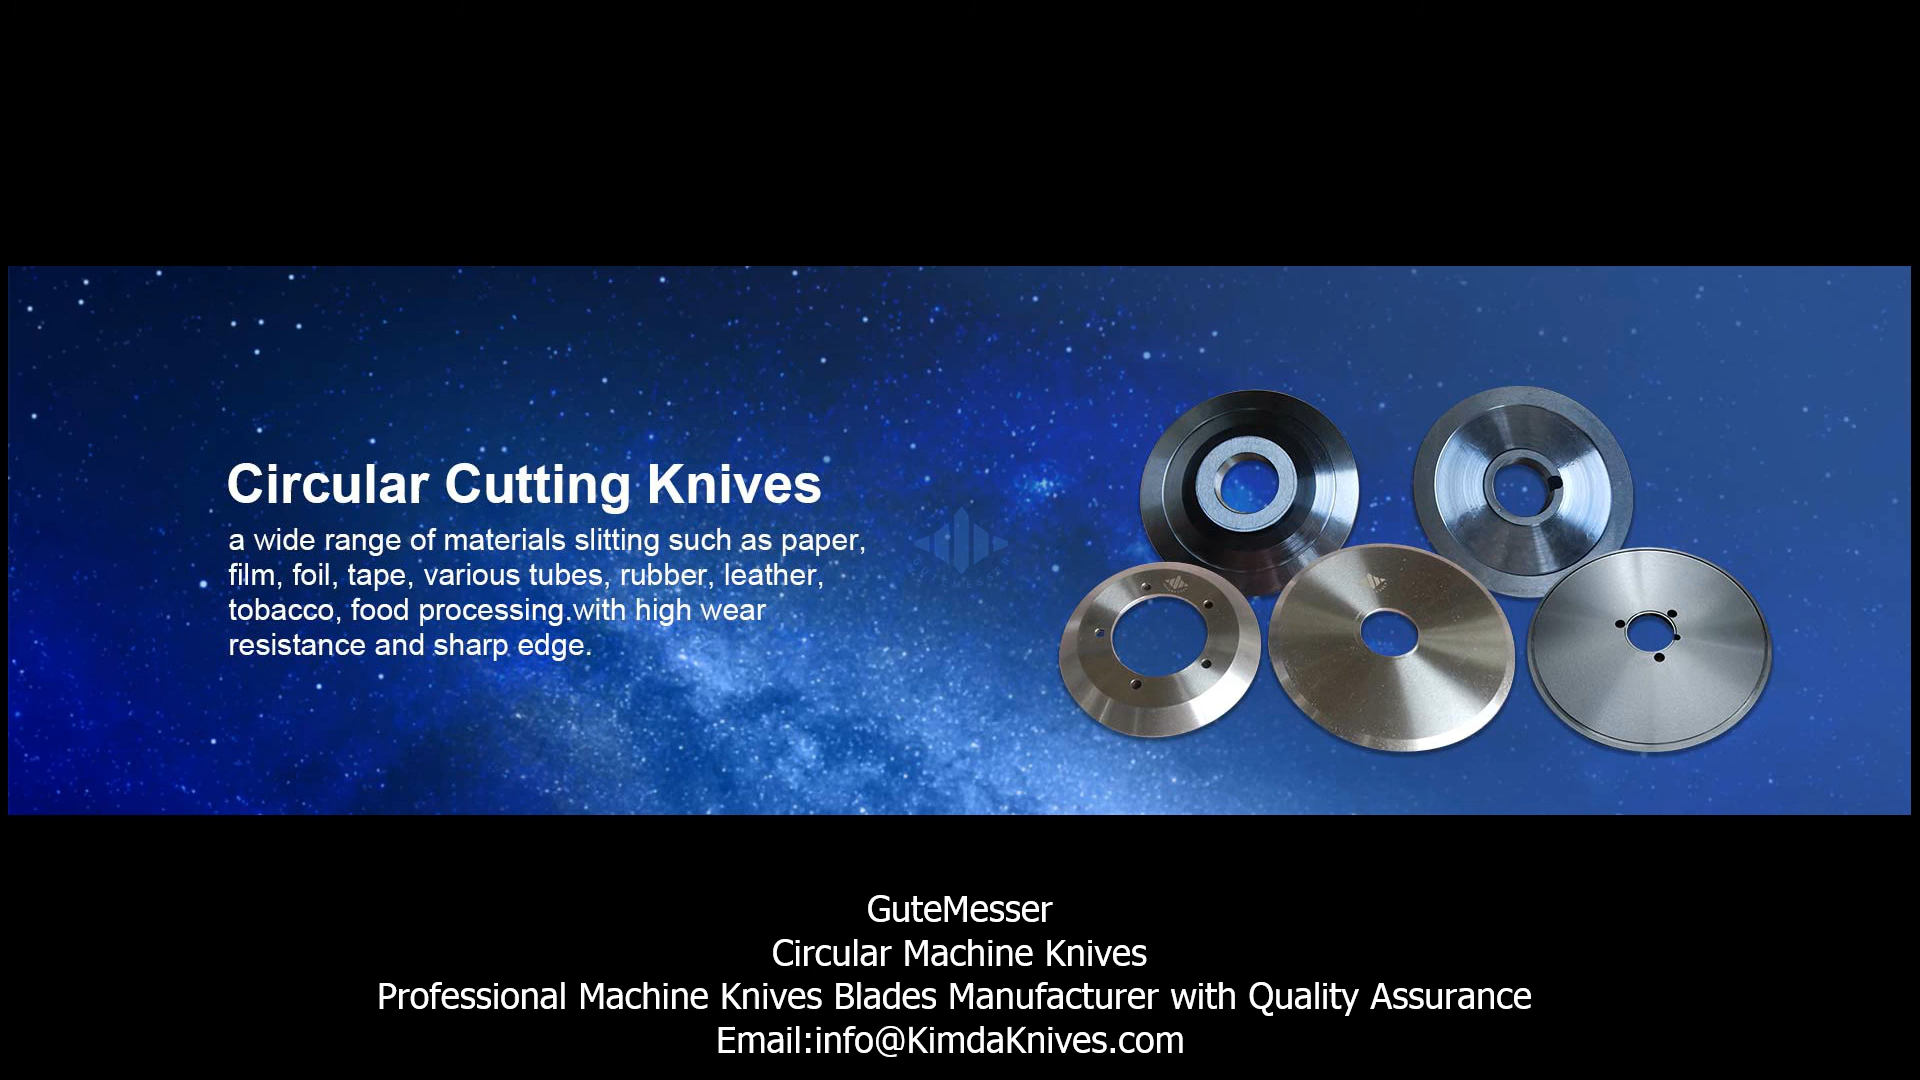 Circular Cutting Knives
a wide range of materials slitting such as paper,
film, foil, tape, various tubes, rubber, leather,
tobacco, food processing.with high wear
resistance and sharp edge.
GuteMesser
Circular Machine Knives
Professional Machine Knives Blades Manufacturer with Quality Assurance
Email:info@KimdaKnives.com